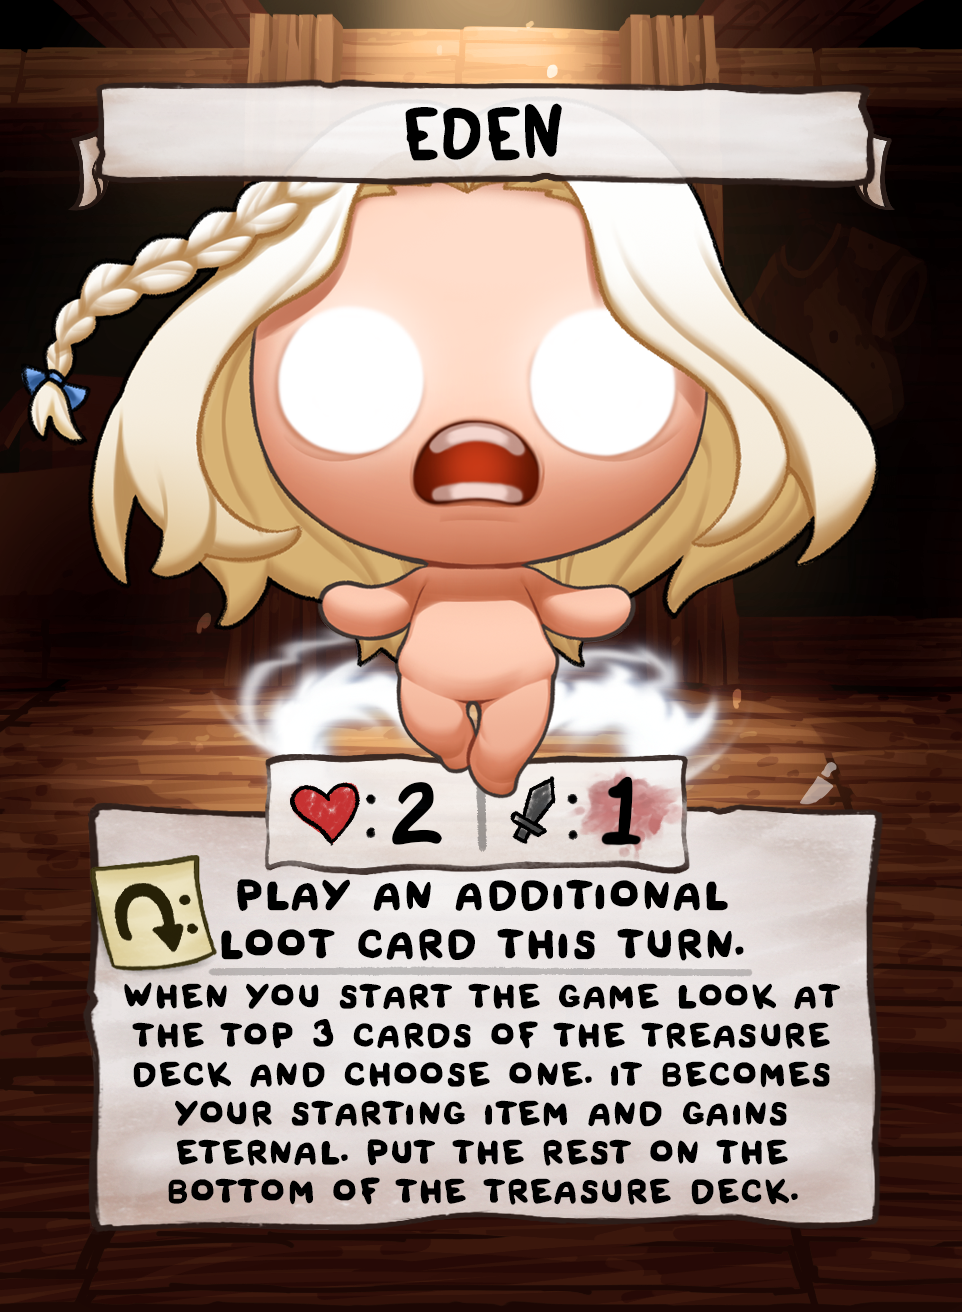 EDEN
: 2 | : 1
PLAY AN ADDITIONAL
LOOT CARD THIS TURN.
WHEN YOU START THE GAME LOOK AT
THE TOP 3 CARDS OF THE TREASURE
DECK AND CHOOSE ONE. IT BECOMES
YOUR STARTING ITEM AND GAINS
ETERNAL. PUT THE REST ON THE
BOTTOM OF THE TREASURE DECK.